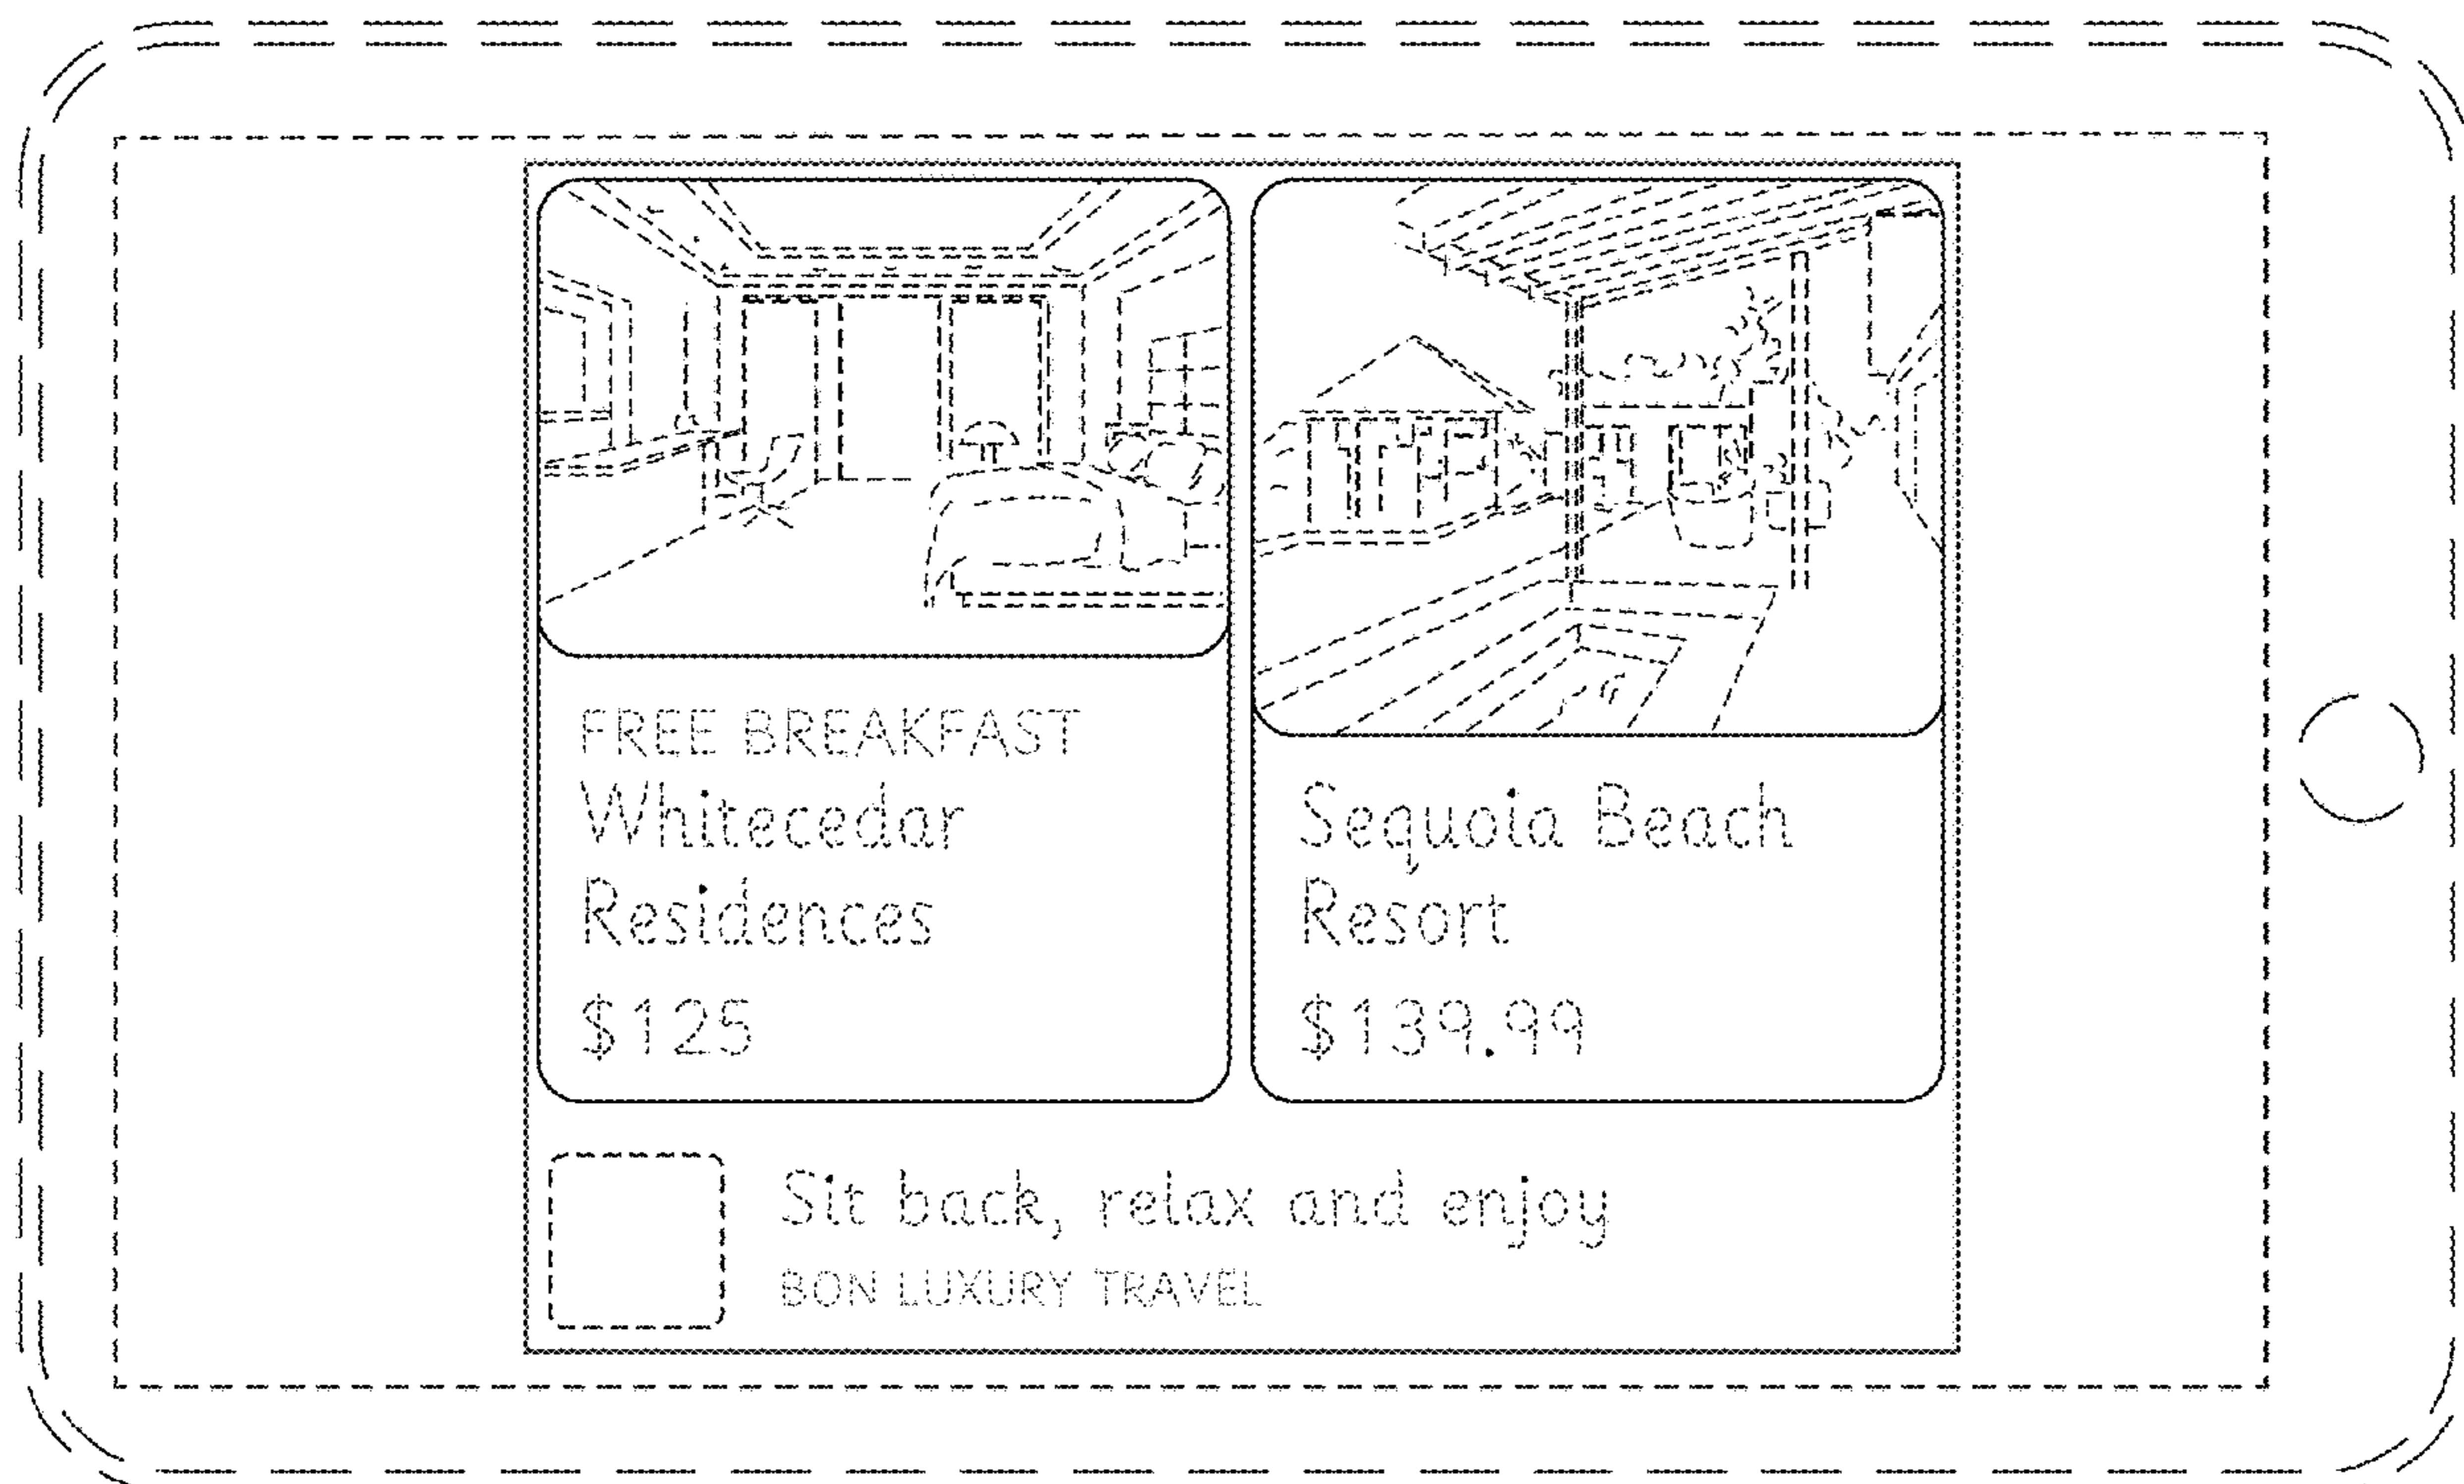 FREE BREAKFAST
Whitecedar
Residences
$125
Sequoia Beach
Resort
$139.99
Sit back, relax and enjoy
BON LUXURY TRAVEL